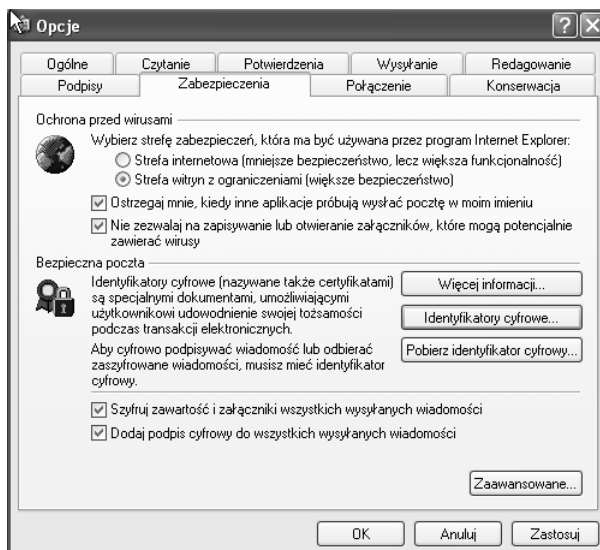 Opcje
Ogólne Czytanie Potwierdzenia Wysyłanie Redagowanie
Podpisy Zabezpieczenia Połączenie Konserwacja
Ochrona przed wirusami
Wybierz strefę zabezpieczeń, która ma być używana przez program Internet Explorer:
Strefa internetowa (mniejsze bezpieczeństwo, lecz większa funkcjonalność)
Strefa witryn z ograniczeniami (większe bezpieczeństwo)
Ostrzegaj mnie, kiedy inne aplikacje próbują wysłać pocztę w moim imieniu
Nie zezwalaj na zapisywanie lub otwieranie załączników, które mogą potencjalnie
zawierać wirusy
Bezpieczna poczta
Identyfikatory cyfrowe (nazywane także certyfikatami)
są specjalnymi dokumentami, umożliwiającymi
użytkownikowi udowodnienie swojej tożsamości
podczas transakcji elektronicznych.
Więcej informacji...
Identyfikatory cyfrowe...
Aby cyfrowo podpisywać wiadomość lub odbierać
zaszyfrowane wiadomości, musisz mieć identyfikator
cyfrowy.
Pobierz identyfikator cyfrowy...
Szyfruj zawartość i załączniki wszystkich wysyłanych wiadomości
Dodaj podpis cyfrowy do wszystkich wysyłanych wiadomości
Zaawansowane...
OK Anuluj Zastosuj